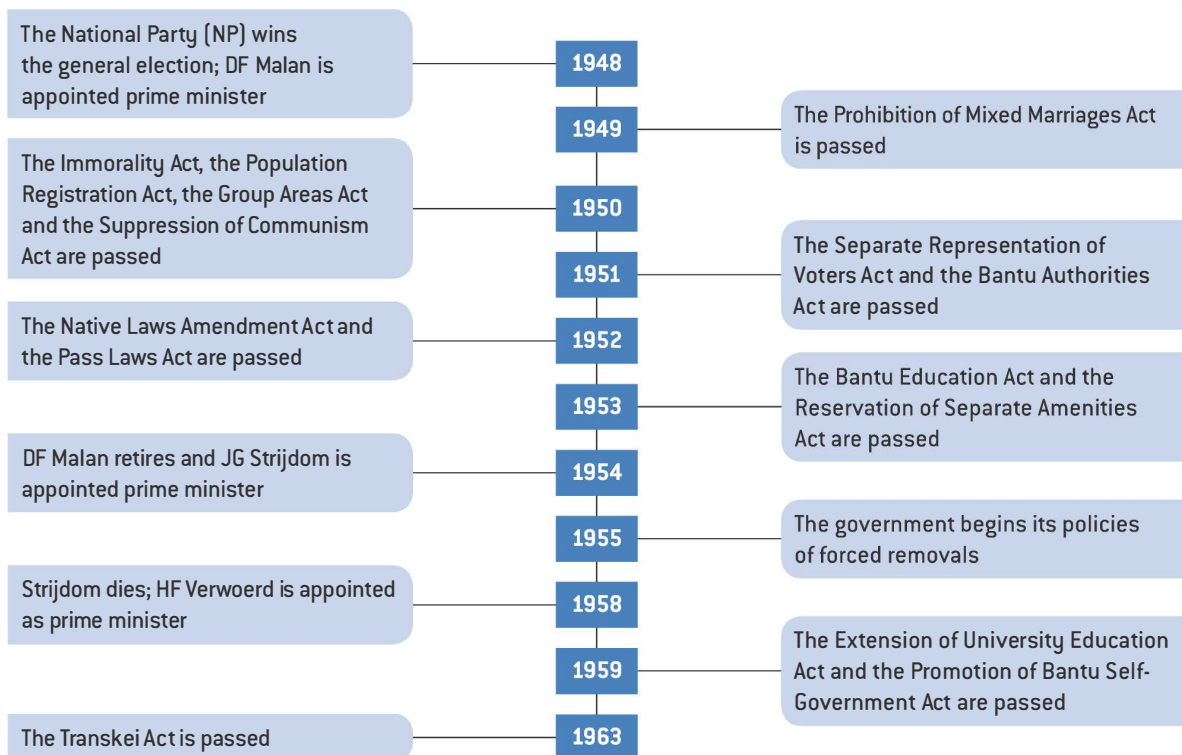 The National Party (NP) wins
the general election; DF Malan is
appointed prime minister
1948
1949
The Prohibition of Mixed Marriages Act
is passed
The Immorality Act, the Population
Registration Act, the Group Areas Act
and the Suppression of Communism
Act are passed
1950
1951
The Separate Representation of
Voters Act and the Bantu Authorities
Act are passed
The Native Laws Amendment Act and
the Pass Laws Act are passed
1952
1953
The Bantu Education Act and the
Reservation of Separate Amenities
Act are passed
DF Malan retires and JG Strijdom is
appointed prime minister
1954
1955
The government begins its policies
of forced removals
Strijdom dies; HF Verwoerd is appointed
as prime minister
1958
1959
The Extension of University Education
Act and the Promotion of Bantu Self-
Government Act are passed
The Transkei Act is passed
1963